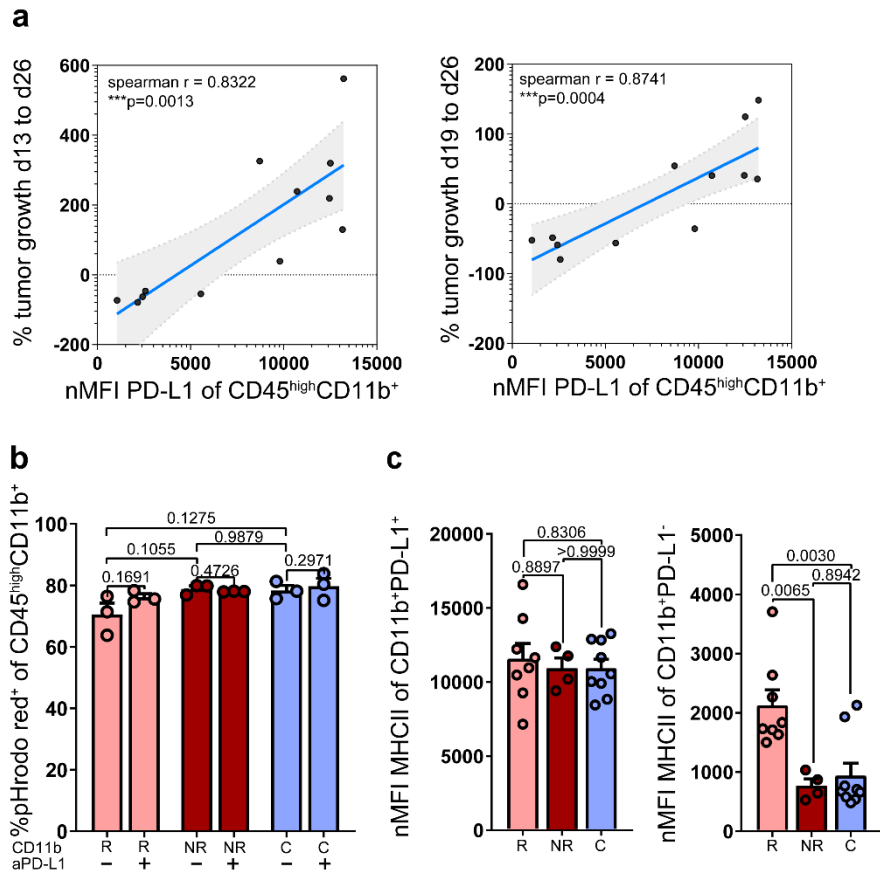 a
600
400
200
0
-200
% tumor growth d13 to d26
spearman r = 0.8322
***p=0.0013
0 5000 10000 15000
nMFI PD-L1 of CD45highCD11b+
200
100
0
-100
-200
% tumor growth d19 to d26
spearman r = 0.8741
***p=0.0004
0 5000 10000 15000
nMFI PD-L1 of CD45highCD11b+
b
%pHrodo red+ of CD45highCD11b+
100
80
60
40
20
0
0.1275
0.1055 0.9879
0.1691 0.4726 0.2971
CD11b R R NR NR C C
aPD-L1 − + − + − +
c
nMFI MHCII of CD11b+PD-L1+
20000
15000
10000
5000
0
0.8306
>0.9999
0.8897
R NR C
nMFI MHCII of CD11b+PD-L1-
5000
4000
3000
2000
1000
0
0.0030
0.8942
0.0065
R NR C